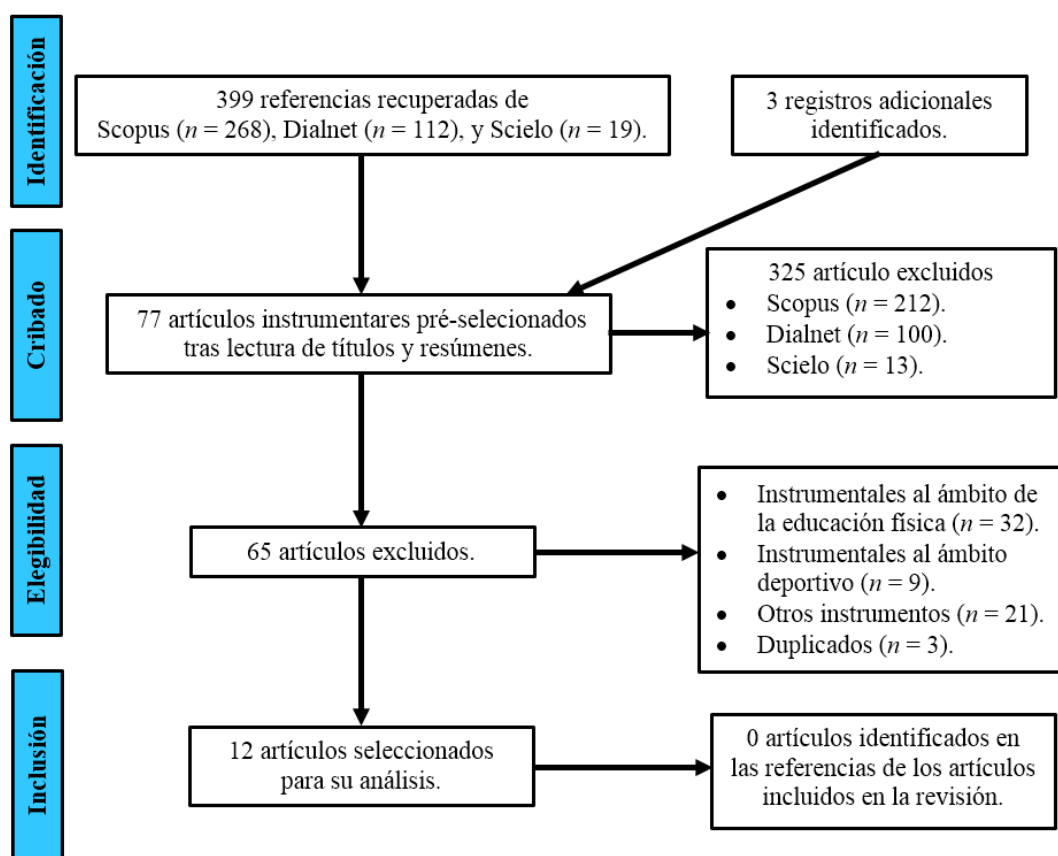 Identificación
399 referencias recuperadas de
Scopus (n = 268), Dialnet (n = 112), y Scielo (n = 19).
3 registros adicionales
identificados.
Cribado
77 artículos instrumentares pré-selecionados
tras lectura de títulos y resúmenes.
325 artículo excluidos
• Scopus (n = 212).
• Dialnet (n = 100).
• Scielo (n = 13).
Elegibilidad
65 artículos excluidos.
• Instrumentales al ámbito de
la educación física (n = 32).
• Instrumentales al ámbito
deportivo (n = 9).
• Otros instrumentos (n = 21).
• Duplicados (n = 3).
Inclusión
12 artículos seleccionados
para su análisis.
0 artículos identificados en
las referencias de los artículos
incluidos en la revisión.